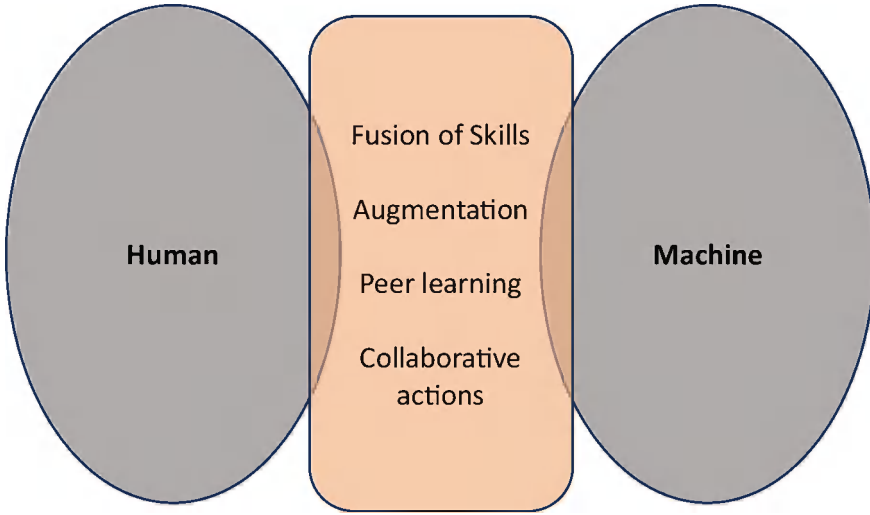 Human
Fusion of Skills
Augmentation
Peer learning
Collaborative
actions
Machine